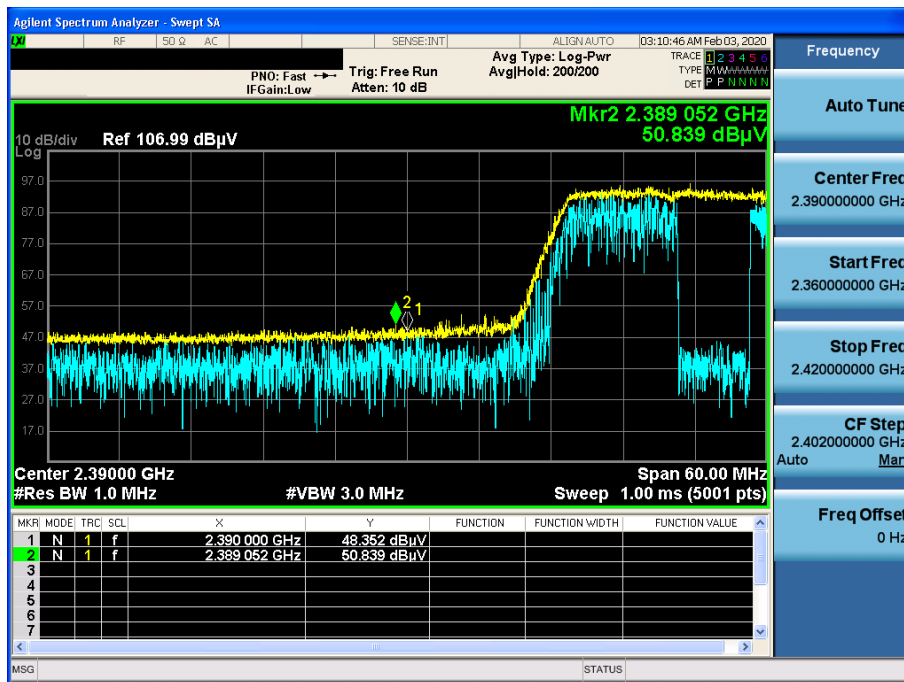 Agilent Spectrum Analyzer - Swept SA
LXI RF 50 Ω AC SENSE:INT ALIGN AUTO 03:10:46 AM Feb 03, 2020
PNO: Fast Trig: Free Run Avg Type: Log-Pwr TRACE 1 2 3 4 5 6
IFGain:Low Atten: 10 dB Avg|Hold: 200/200 TYPE M W W W W W
DET P P N N N N
Frequency
Auto Tune
Mkr2 2.389 052 GHz
50.839 dBµV
10 dB/div Ref 106.99 dBµV
Log
97.0
87.0
77.0
67.0
57.0
47.0
37.0
27.0
17.0
2
1
Center Freq
2.390000000 GHz
Start Freq
2.360000000 GHz
Stop Freq
2.420000000 GHz
CF Step
2.402000000 GHz
Auto Man
Freq Offset
0 Hz
Center 2.39000 GHz Span 60.00 MHz
#Res BW 1.0 MHz #VBW 3.0 MHz Sweep 1.00 ms (5001 pts)
MKR MODE TRC SCL X Y FUNCTION FUNCTION WIDTH FUNCTION VALUE
1 N 1 f 2.390 000 GHz 48.352 dBµV
2 N 1 f 2.389 052 GHz 50.839 dBµV
3
4
5
6
7
MSG STATUS